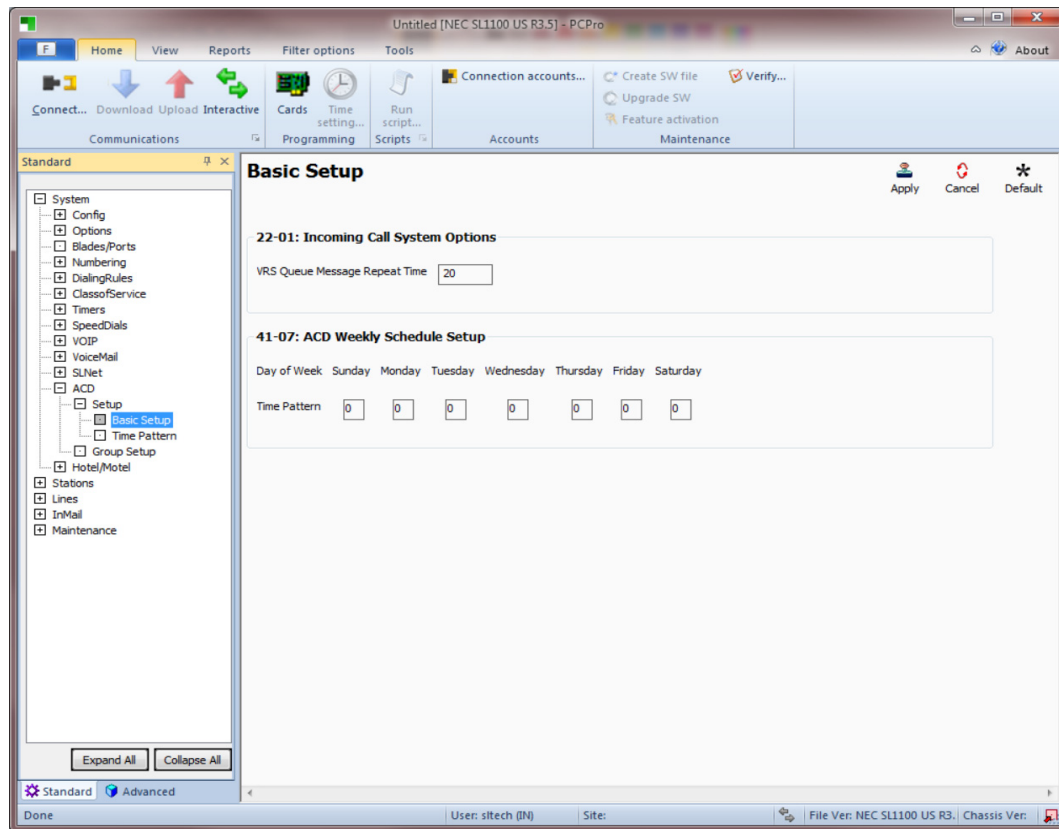 Untitled [NEC SL1100 US R3.5] - PCPro
F Home View Reports Filter options Tools About
Connect... Download Upload Interactive Cards Time setting... Run script... Connection accounts... Create SW file Verify...
Upgrade SW
Feature activation
Communications Programming Scripts Accounts Maintenance
Standard
System
Config
Options
Blades/Ports
Numbering
DialingRules
ClassofService
Timers
SpeedDials
VOIP
VoiceMail
SLNet
ACD
Setup
Basic Setup
Time Pattern
Group Setup
Hotel/Motel
Stations
Lines
InMail
Maintenance
Expand All Collapse All
Standard Advanced
Basic Setup
Apply Cancel Default
22-01: Incoming Call System Options
VRS Queue Message Repeat Time 20
41-07: ACD Weekly Schedule Setup
Day of Week Sunday Monday Tuesday Wednesday Thursday Friday Saturday
Time Pattern 0 0 0 0 0 0 0
Done User: sltech (IN) Site: File Ver: NEC SL1100 US R3. Chassis Ver: